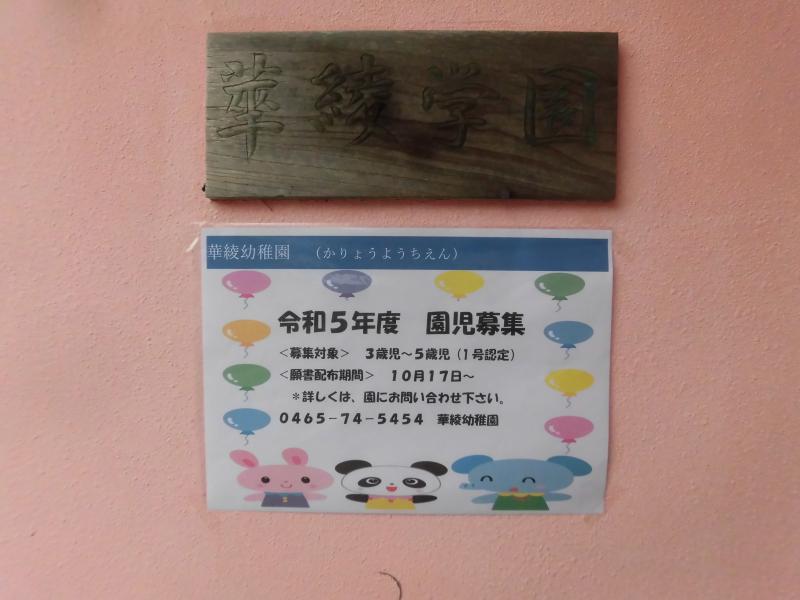 華綾学園
華綾幼稚園　（かりょうようちえん）
令和５年度　園児募集
＜募集対象＞　３歳児～５歳児（１号認定）
＜願書配布期間＞　１０月１７日～
＊詳しくは、園にお問い合わせ下さい。
０４６５－７４－５４５４　華綾幼稚園